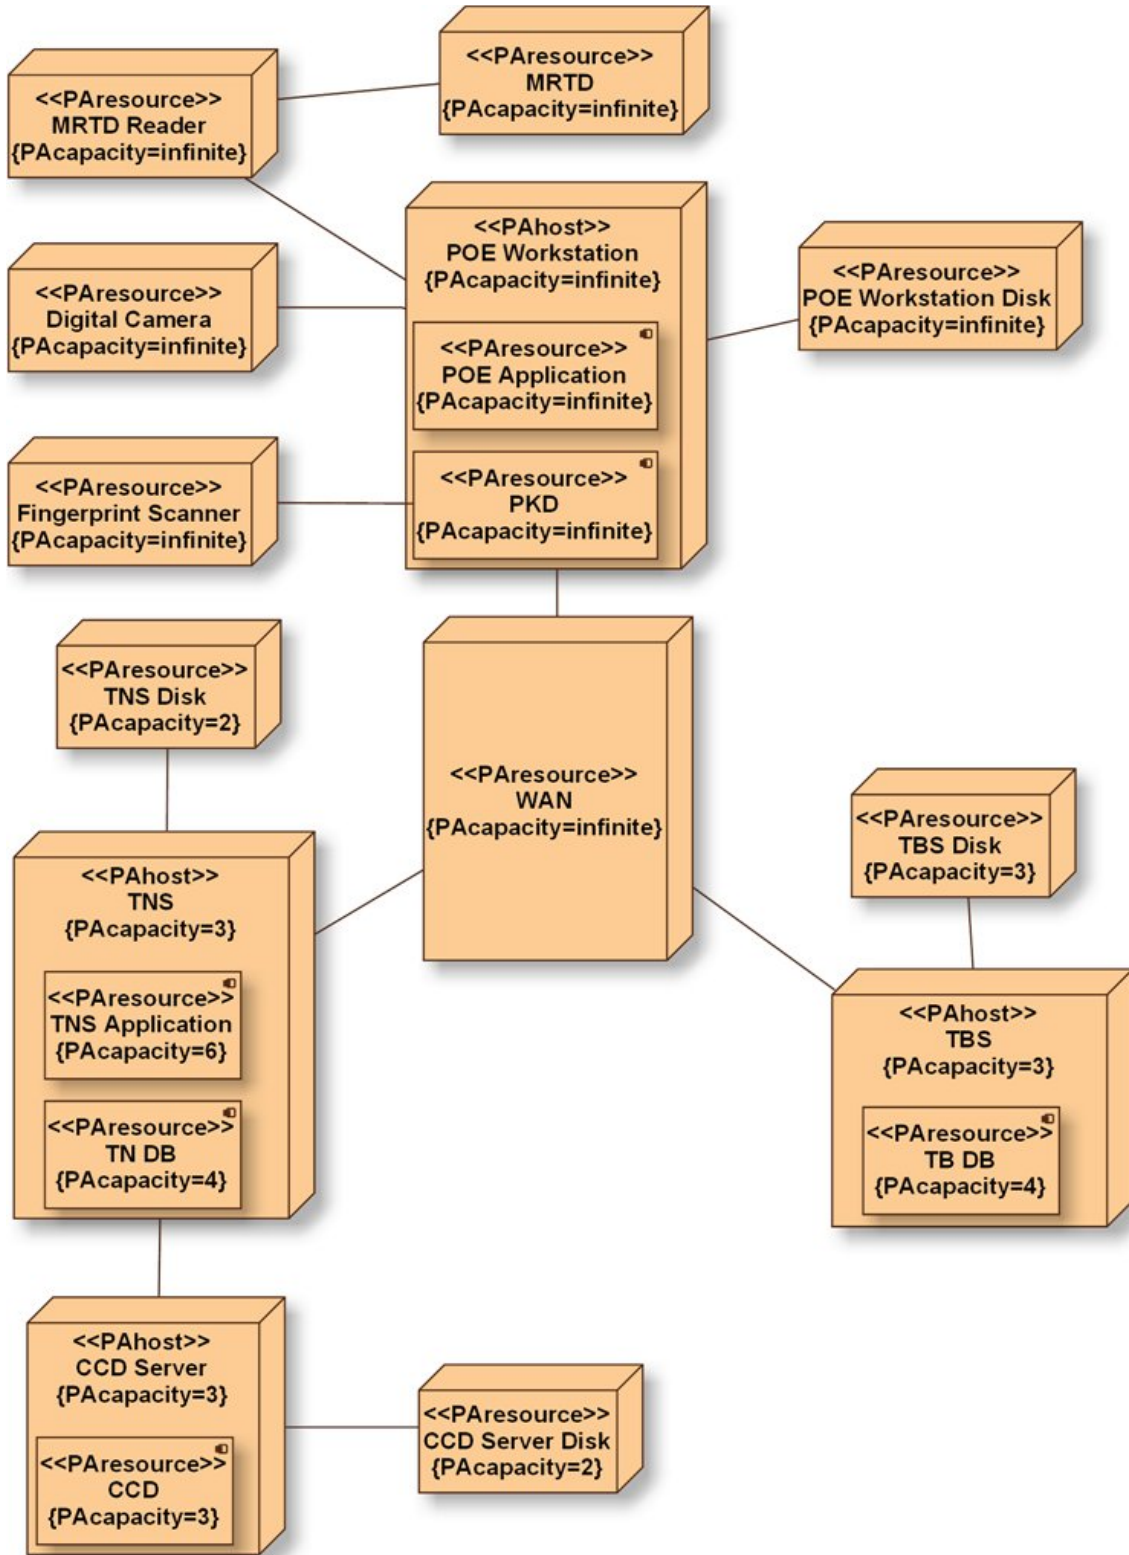 <<PAresource>>
MRTD
{PAcapacity=infinite}
<<PAresource>>
MRTD Reader
{PAcapacity=infinite}
<<PAhost>>
POE Workstation
{PAcapacity=infinite}
<<PAresource>>
POE Application
{PAcapacity=infinite}
<<PAresource>>
PKD
{PAcapacity=infinite}
<<PAresource>>
POE Workstation Disk
{PAcapacity=infinite}
<<PAresource>>
Digital Camera
{PAcapacity=infinite}
<<PAresource>>
Fingerprint Scanner
{PAcapacity=infinite}
<<PAresource>>
TNS Disk
{PAcapacity=2}
<<PAresource>>
WAN
{PAcapacity=infinite}
<<PAresource>>
TBS Disk
{PAcapacity=3}
<<PAhost>>
TNS
{PAcapacity=3}
<<PAresource>>
TNS Application
{PAcapacity=6}
<<PAresource>>
TN DB
{PAcapacity=4}
<<PAhost>>
TBS
{PAcapacity=3}
<<PAresource>>
TB DB
{PAcapacity=4}
<<PAhost>>
CCD Server
{PAcapacity=3}
<<PAresource>>
CCD
{PAcapacity=3}
<<PAresource>>
CCD Server Disk
{PAcapacity=2}